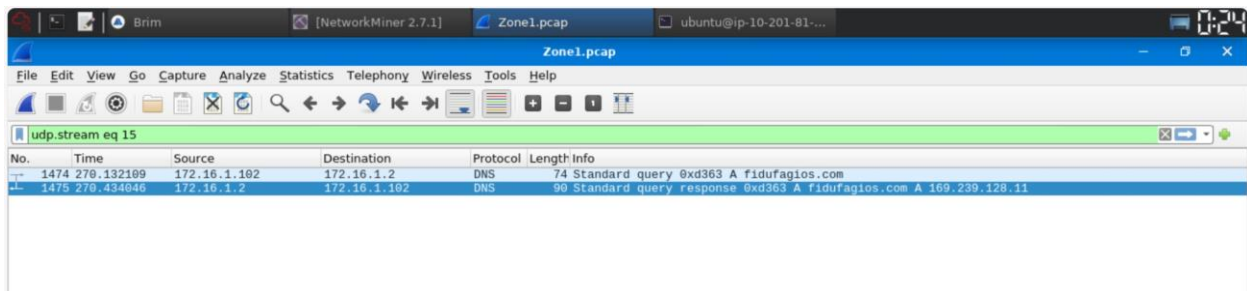 Brim [NetworkMiner 2.7.1] Zone1.pcap ubuntu@ip-10-201-81-... 0:24
Zone1.pcap
File Edit View Go Capture Analyze Statistics Telephony Wireless Tools Help
udp.stream eq 15
No. Time Source Destination Protocol Length Info
1474 270.132109 172.16.1.102 172.16.1.2 DNS 74 Standard query 0xd363 A fidufagios.com
1475 270.434046 172.16.1.2 172.16.1.102 DNS 90 Standard query response 0xd363 A fidufagios.com A 169.239.128.11